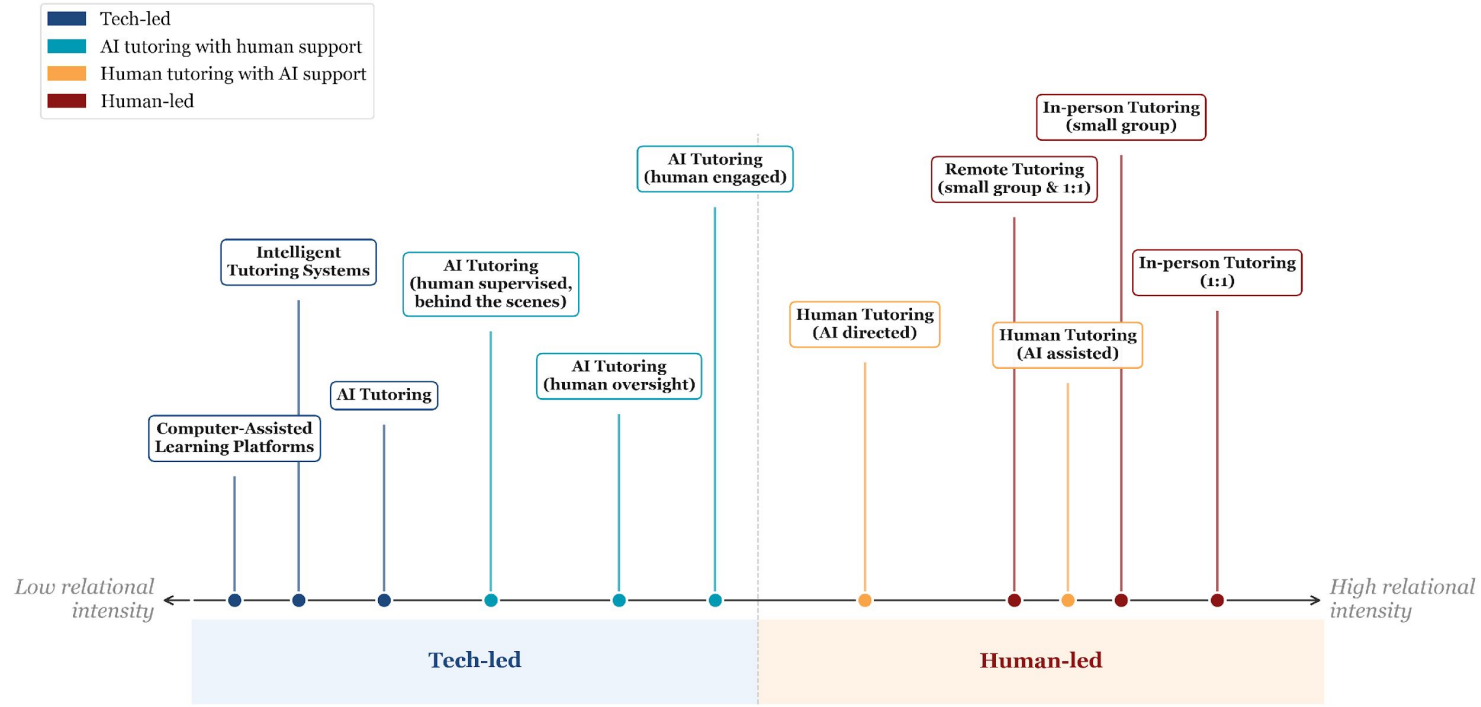 Tech-led
AI tutoring with human support
Human tutoring with AI support
Human-led
In-person Tutoring
(small group)
AI Tutoring
(human engaged)
Remote Tutoring
(small group & 1:1)
Intelligent
Tutoring Systems
AI Tutoring
(human supervised,
behind the scenes)
In-person Tutoring
(1:1)
Human Tutoring
(AI directed)
Human Tutoring
(AI assisted)
AI Tutoring
(human oversight)
AI Tutoring
Computer-Assisted
Learning Platforms
Low relational
intensity
High relational
intensity
Tech-led
Human-led